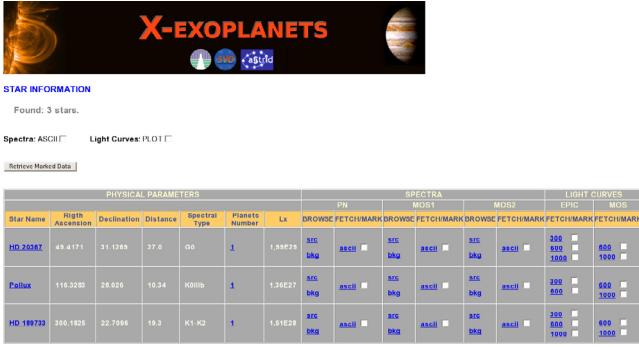 X-EXOPLANETS
SVO astrid
STAR INFORMATION
Found: 3 stars.
Spectra: ASCII Light Curves: PLOT
Retrieve Marked Data
PHYSICAL PARAMETERS SPECTRA LIGHT CURVES
PN MOS1 MOS2 EPIC MOS
Star Name Rigth Ascension Declination Distance Spectral Type Planets Number Lx BROWSE FETCH/MARK BROWSE FETCH/MARK BROWSE FETCH/MARK FETCH/MARK FETCH/MARK
HD 20367 49.4171 31.1269 27.0 G0 1 src ascii src ascii src ascii 300 600
bkg bkg bkg 600 1000
1000
Pollux 116.3283 28.026 10.34 K0IIIb 1 1,36E27 src ascii src ascii src ascii 300 600
bkg bkg bkg 600 1000
HD 189733 300,1825 22.7096 19.3 K1-K2 1 1,51E28 src ascii src ascii src ascii 300 600
bkg bkg bkg 600 1000
1000